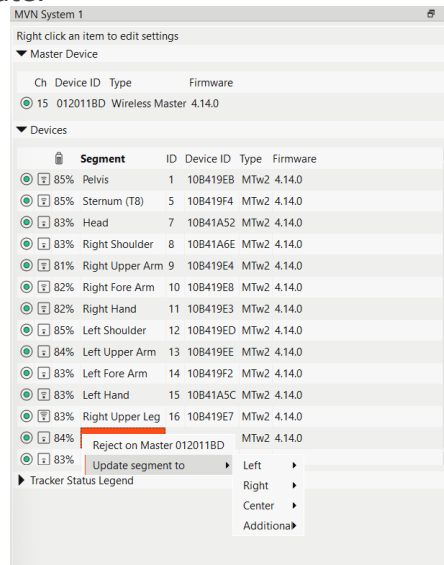 MVN System 1
Right click an item to edit settings
Master Device
Ch Device ID Type Firmware
15 012011BD Wireless Master 4.14.0
Devices
Segment ID Device ID Type Firmware
85% Pelvis 1 10B419EB MTw2 4.14.0
85% Sternum (T8) 5 10B419F4 MTw2 4.14.0
83% Head 7 10B41A52 MTw2 4.14.0
83% Right Shoulder 8 10B41A6E MTw2 4.14.0
81% Right Upper Arm 9 10B419E4 MTw2 4.14.0
82% Right Fore Arm 10 10B419E8 MTw2 4.14.0
82% Right Hand 11 10B419E3 MTw2 4.14.0
85% Left Shoulder 12 10B419ED MTw2 4.14.0
84% Left Upper Arm 13 10B419EE MTw2 4.14.0
83% Left Fore Arm 14 10B419F2 MTw2 4.14.0
83% Left Hand 15 10B41A5C MTw2 4.14.0
83% Right Upper Leg 16 10B419E7 MTw2 4.14.0
84% MTw2 4.14.0
Reject on Master 012011BD
83%
Update segment to
Left
Tracker Status Legend
Right
Center
Additional